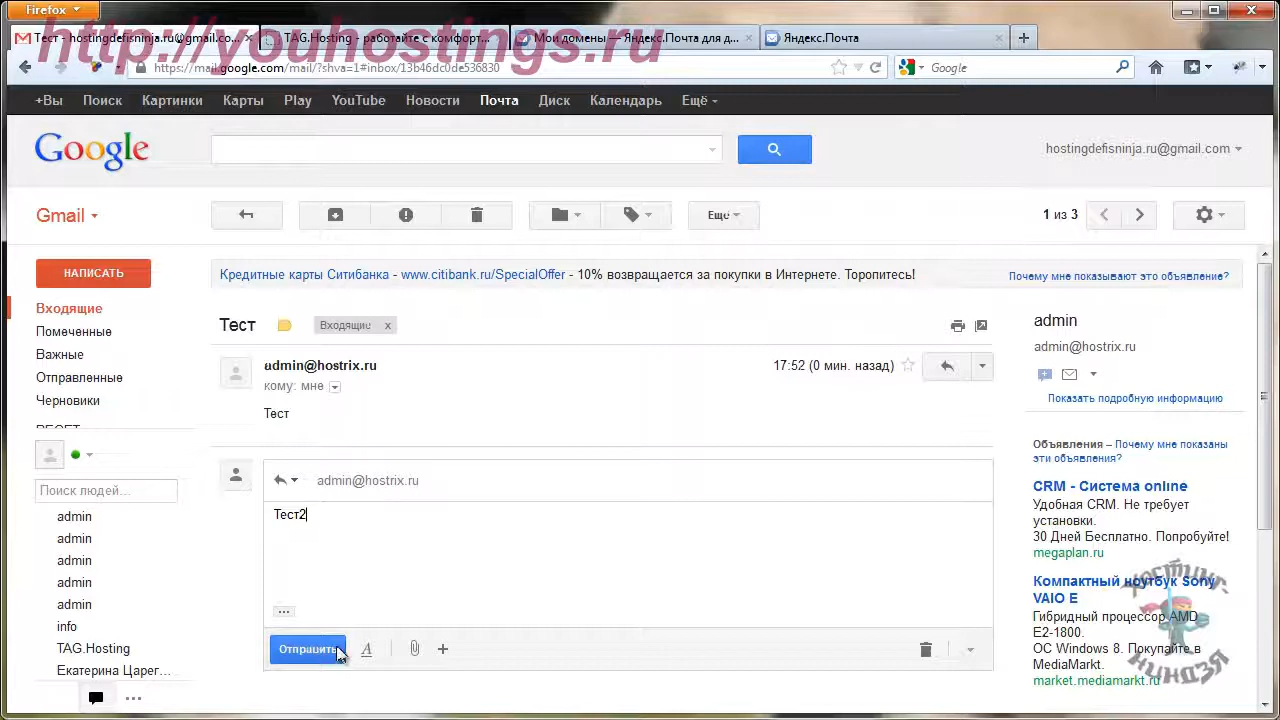 Firefox
http://youhostings.ru
Тест - hostingdefisninja.ru@gmail.co...
TAG.Hosting - работайте с комфорт...
Мои домены — Яндекс.Почта для д...
Яндекс.Почта
https://mail.google.com/mail/?shva=1#inbox/13b46dc0de536830
Google
+Вы Поиск Картинки Карты Play YouTube Новости Почта Диск Календарь Ещё
Google
hostingdefisninja.ru@gmail.com
Gmail
Еще
1 из 3
НАПИСАТЬ
Входящие
Помеченные
Важные
Отправленные
Черновики
Поиск людей...
admin
admin
admin
admin
admin
info
TAG.Hosting
Екатерина Царег...
Кредитные карты Ситибанка - www.citibank.ru/SpecialOffer - 10% возвращается за покупки в Интернете. Торопитесь!
Почему мне показывают это объявление?
Тест
Входящие x
admin@hostrix.ru
17:52 (0 мин. назад)
кому: мне
Тест
admin@hostrix.ru
Тест2
Отправить
admin
admin@hostrix.ru
Показать подробную информацию
Объявления – Почему мне показаны
эти объявления?
CRM - Система online
Удобная CRM. Не требует
установки.
30 Дней Бесплатно. Попробуйте!
megaplan.ru
Компактный ноутбук Sony
VAIO E
Гибридный процессор AMD
E2-1800.
ОС Windows 8. Покупайте в
MediaMarkt.
market.mediamarkt.ru
Хостинг
ниндзя